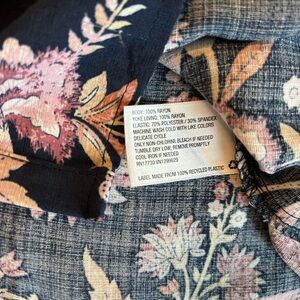 BODY: 100% RAYON
YOKE LINING: 100% RAYON
ELASTIC: 70% POLYESTER / 30% SPANDEX
MACHINE WASH COLD WITH LIKE COLORS
DELICATE CYCLE
ONLY NON-CHLORINE BLEACH IF NEEDED
TUMBLE DRY LOW, REMOVE PROMPTLY
COOL IRON IF NEEDED
RN17730 VN1299629
LABEL MADE FROM 100% RECYCLED PLASTIC